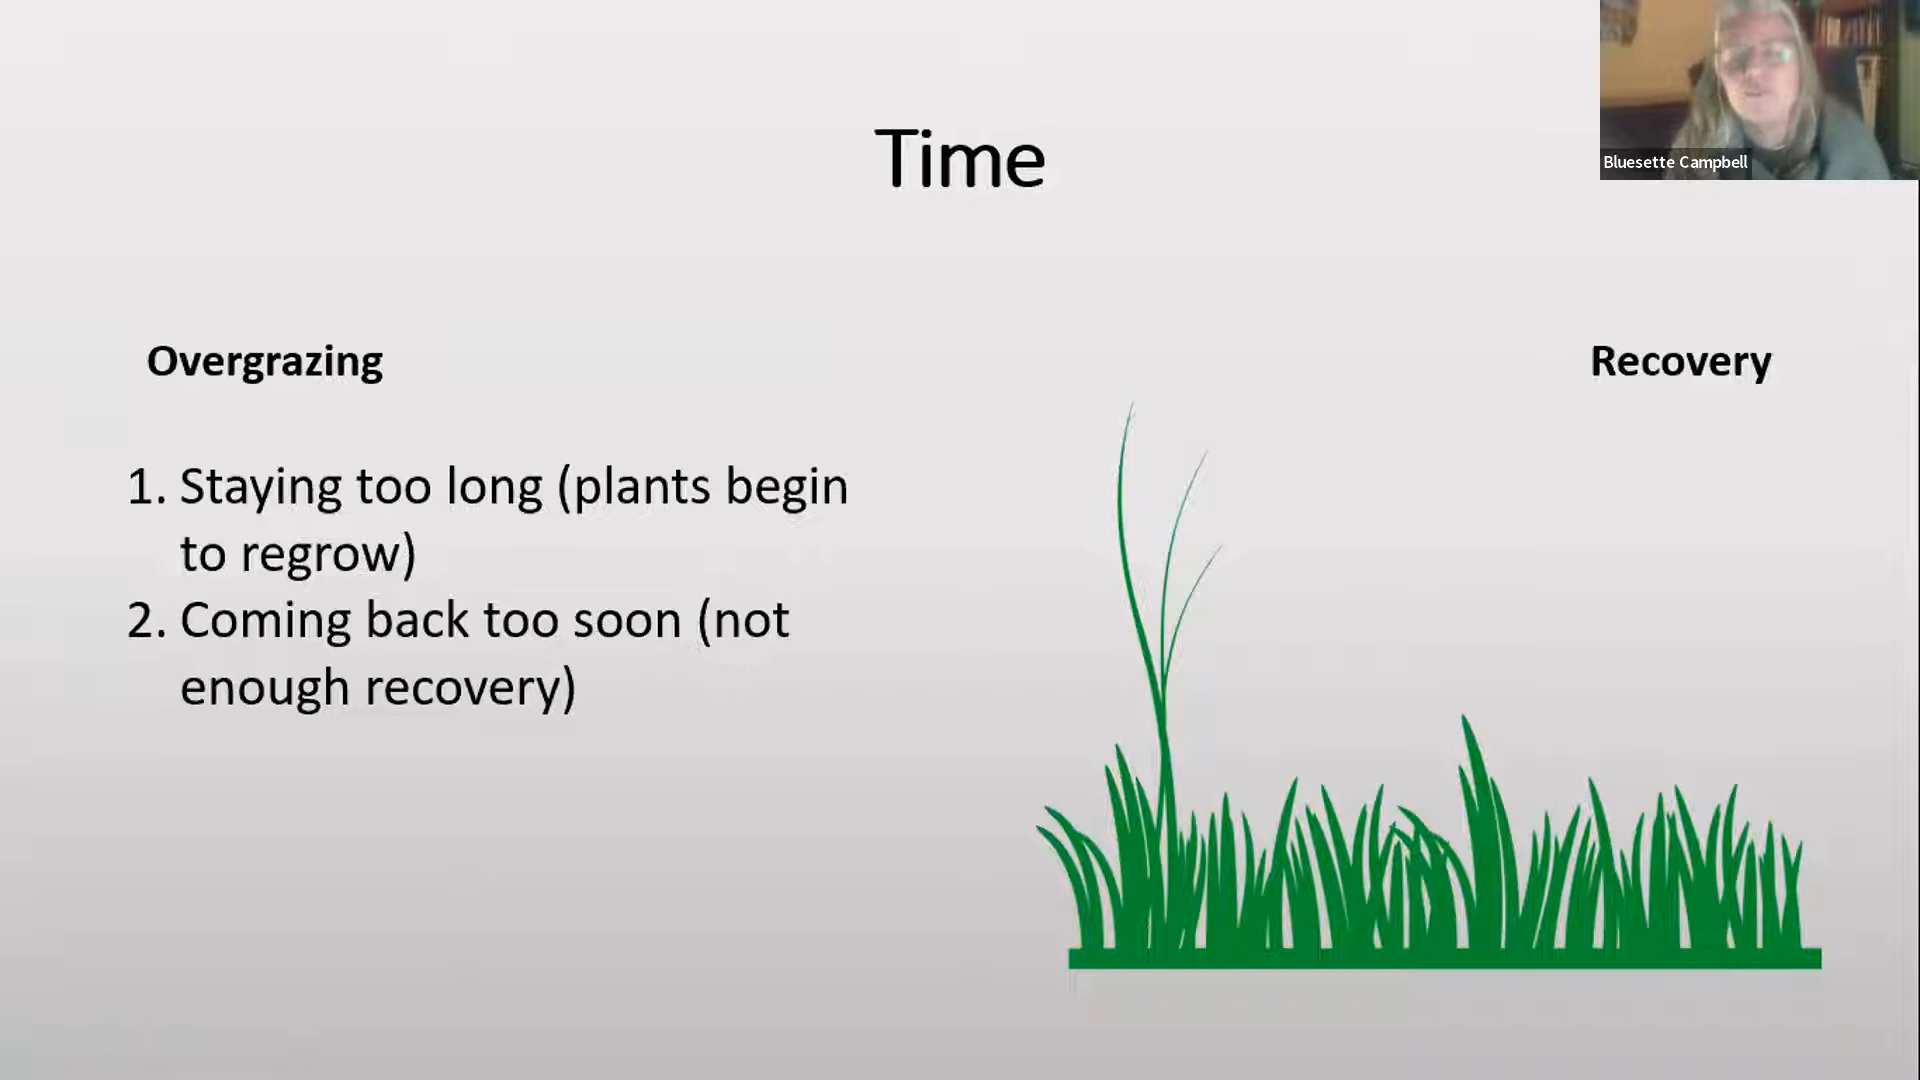 Bluesette Campbell
Time
Overgrazing
Recovery
1. Staying too long (plants begin
to regrow)
2. Coming back too soon (not
enough recovery)